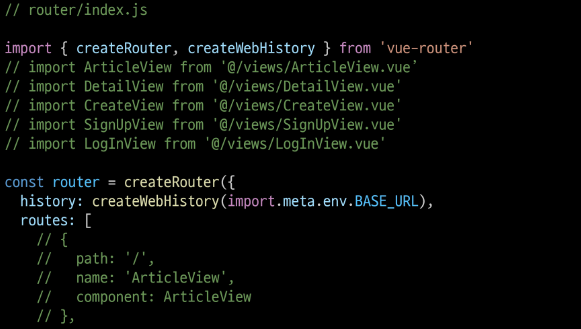 // router/index.js
import { createRouter, createWebHistory } from 'vue-router'
// import ArticleView from '@/views/ArticleView.vue’
// import DetailView from '@/views/DetailView.vue'
// import CreateView from '@/views/CreateView.vue'
// import SignUpView from '@/views/SignUpView.vue'
// import LogInView from '@/views/LogInView.vue'
const router = createRouter({
  history: createWebHistory(import.meta.env.BASE_URL),
  routes: [
    // {
    //   path: '/',
    //   name: 'ArticleView',
    //   component: ArticleView
    // },